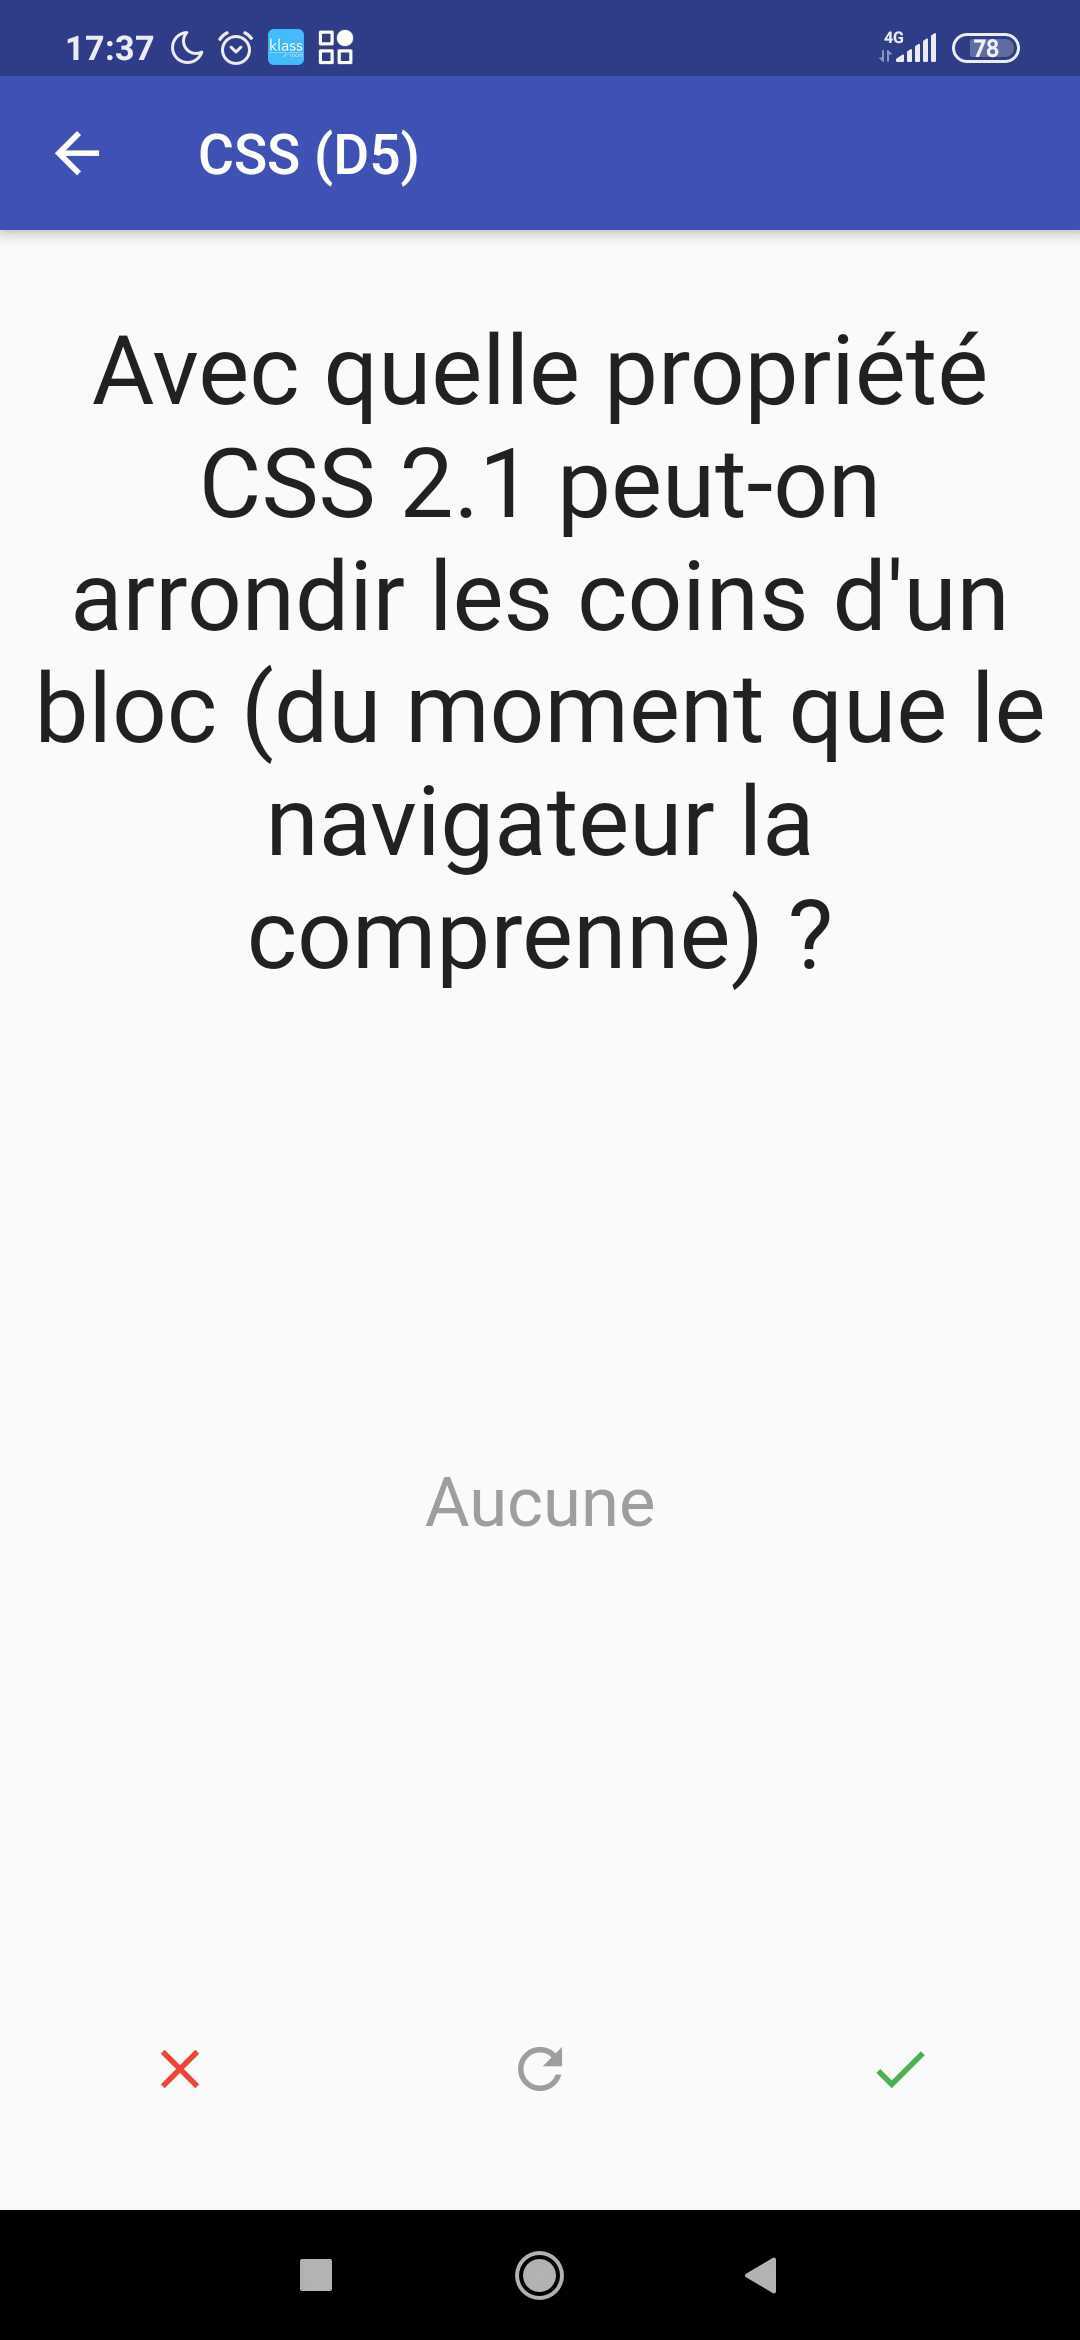 17:37 klass 4G 78
CSS (D5)
Avec quelle propriété
CSS 2.1 peut-on
arrondir les coins d'un
bloc (du moment que le
navigateur la
comprenne) ?
Aucune